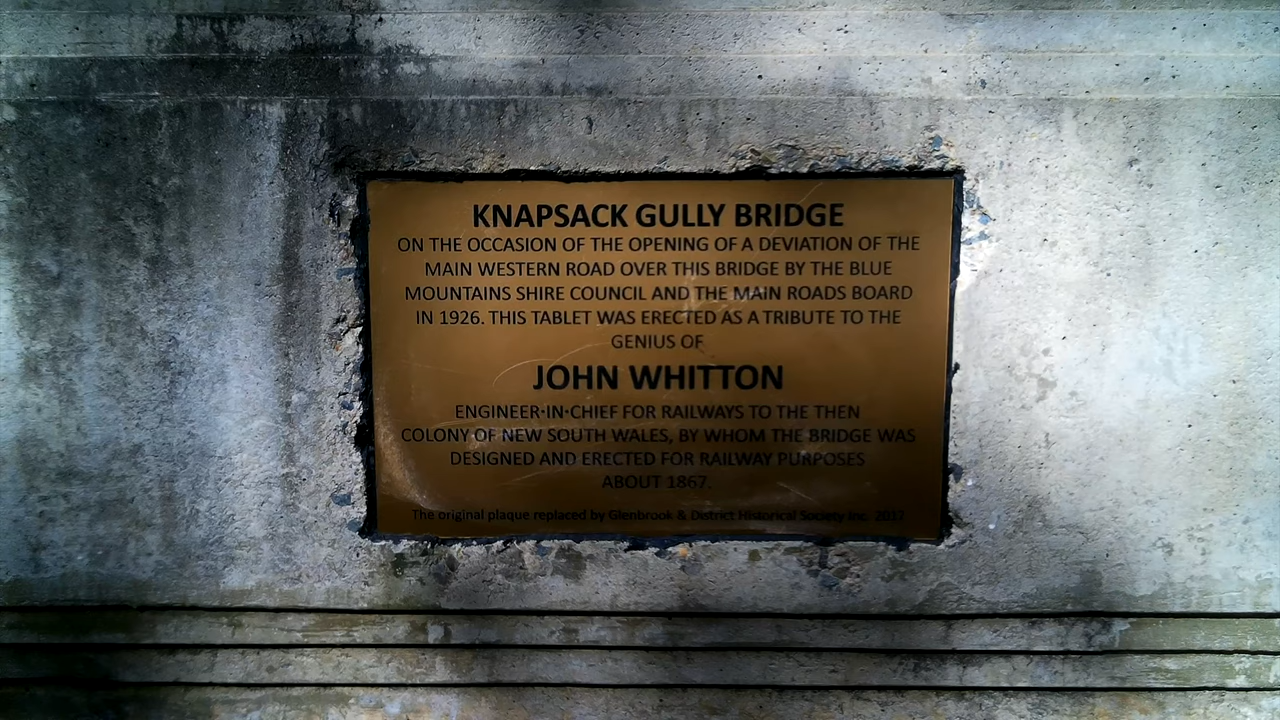 KNAPSACK GULLY BRIDGE
ON THE OCCASION OF THE OPENING OF A DEVIATION OF THE
MAIN WESTERN ROAD OVER THIS BRIDGE BY THE BLUE
MOUNTAINS SHIRE COUNCIL AND THE MAIN ROADS BOARD
IN 1926. THIS TABLET WAS ERECTED AS A TRIBUTE TO THE
GENIUS OF
JOHN WHITTON
ENGINEER-IN-CHIEF FOR RAILWAYS TO THE THEN
COLONY OF NEW SOUTH WALES, BY WHOM THE BRIDGE WAS
DESIGNED AND ERECTED FOR RAILWAY PURPOSES
ABOUT 1867.
The original plaque replaced by Glenbrook & District Historical Society Inc. 2012